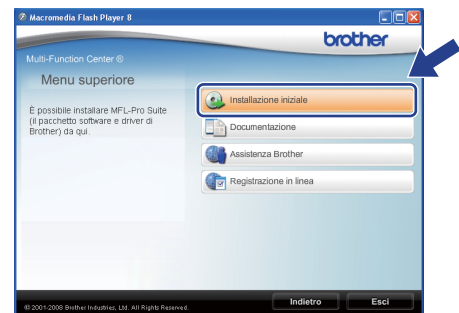 Macromedia Flash Player 8
brother
Multi-Function Center ®
Menu superiore
È possibile installare MFL-Pro Suite
(il pacchetto software e driver di
Brother) da qui.
Installazione iniziale
Documentazione
Assistenza Brother
Registrazione in linea
© 2001-2008 Brother Industries, Ltd. All Rights Reserved.
Indietro
Esci